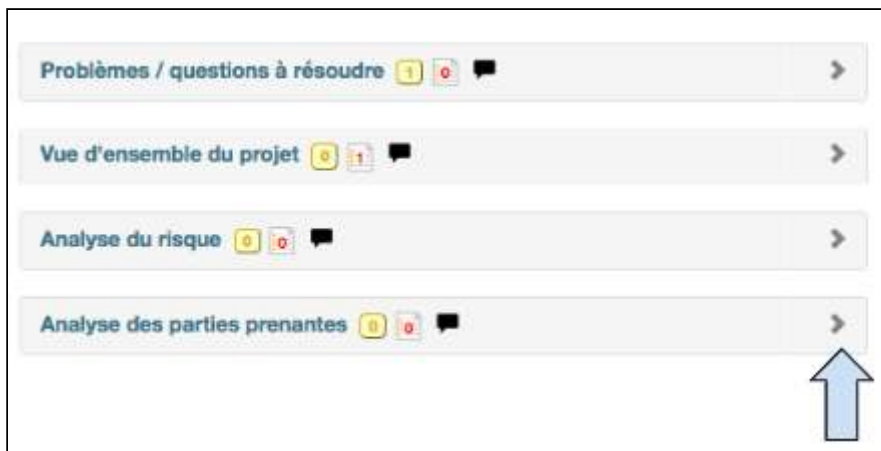 Problèmes / questions à résoudre 1 0
Vue d'ensemble du projet 0 1
Analyse du risque 0 0
Analyse des parties prenantes 0 0